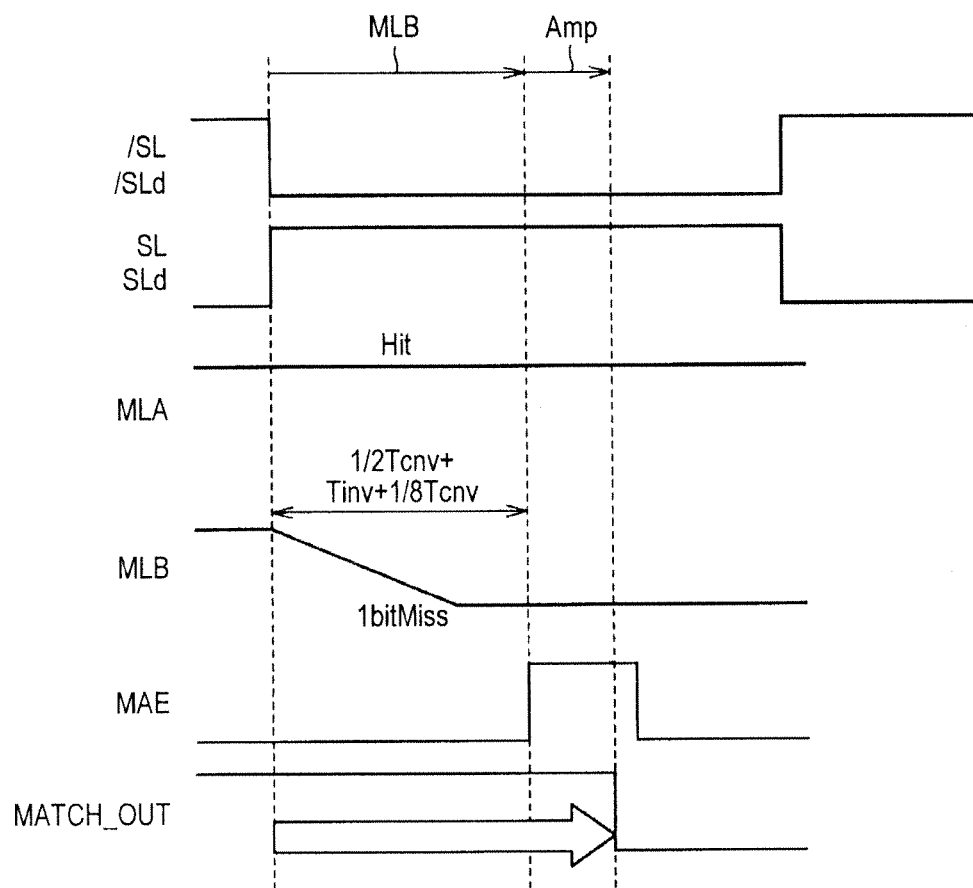 MLB
Amp
/SL
/SLd
SL
SLd
Hit
MLA
1/2Tcnv+
Tinv+1/8Tcnv
MLB
1bitMiss
MAE
MATCH_OUT